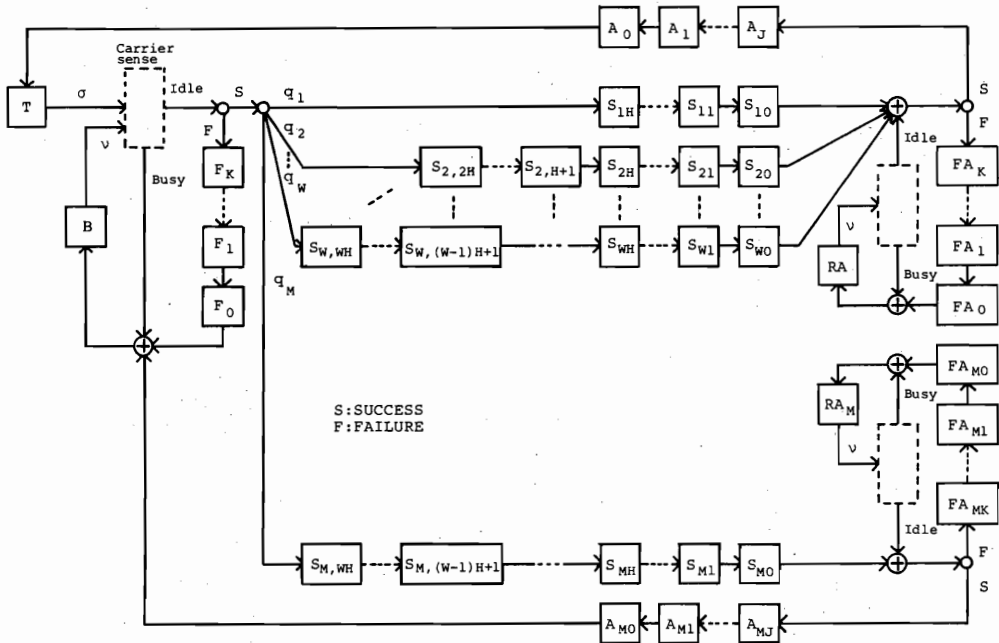 A0 A1 AJ
Carrier
sense
T σ Idle S q1 S1H S11 S10 S
ν F q2 Idle F
Busy FK qW S2,2H S2,H+1 S2H S21 S20 FAK
B F1 SW,WH SW,(W-1)H+1 SWH SW1 SW0 ν FA1
qM RA Busy
F0 FA0
FAM0
RAM Busy
S:SUCCESS FAM1
F:FAILURE
ν
FAMK
Idle
SM,WH SM,(W-1)H+1 SMH SM1 SM0 F
S
AM0 AM1 AMJ